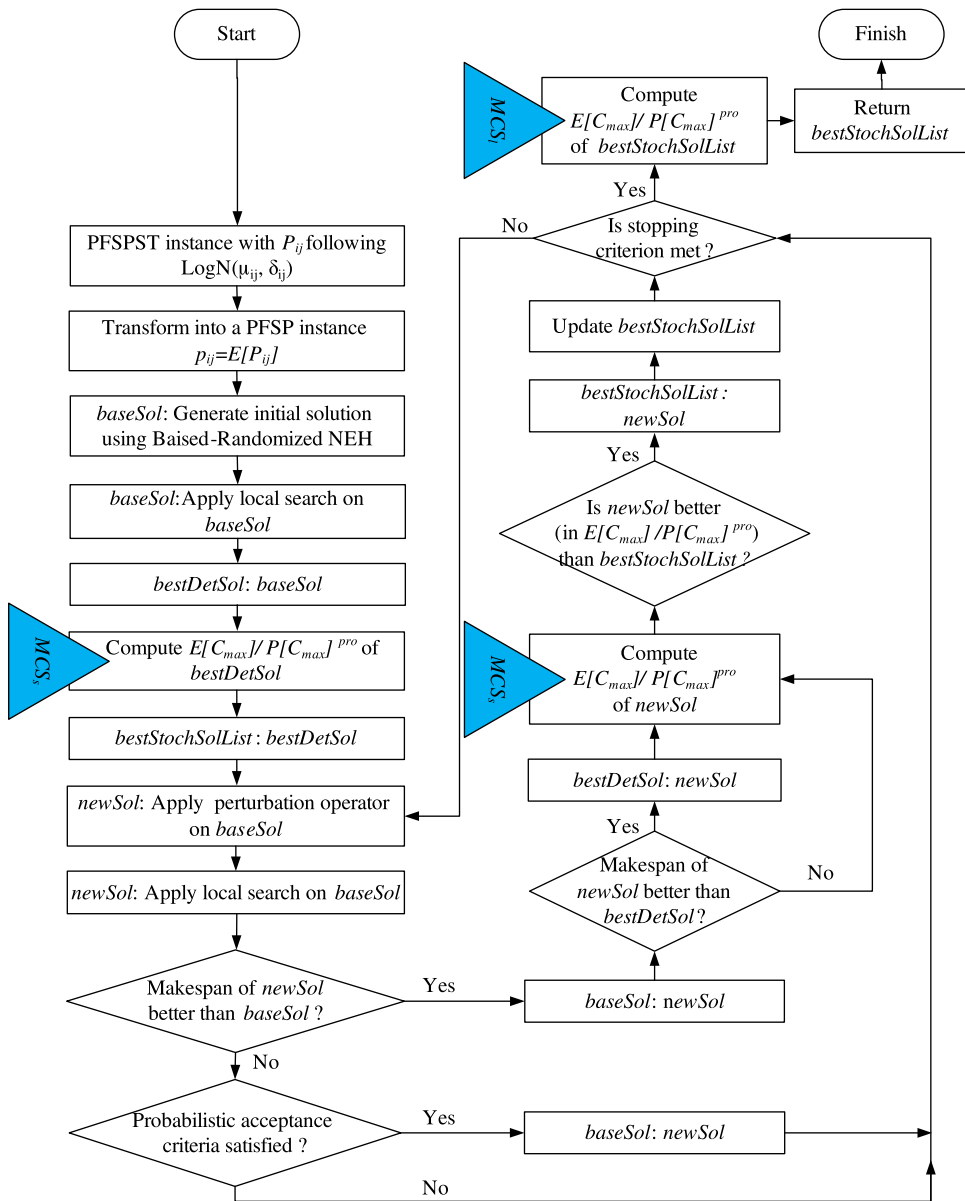 Start
PFSPST instance with P_ij following
LogN(μ_ij, δ_ij)
Transform into a PFSP instance
p_ij=E[P_ij]
baseSol: Generate initial solution
using Baised-Randomized NEH
baseSol:Apply local search on
baseSol
bestDetSol: baseSol
MCS_s
Compute E[C_max]/ P[C_max]^pro of
bestDetSol
bestStochSolList: bestDetSol
newSol: Apply perturbation operator
on baseSol
newSol: Apply local search on baseSol
Makespan of newSol
better than baseSol ?
Yes
No
Probabilistic acceptance
criteria satisfied ?
Yes
No
baseSol: newSol
baseSol: newSol
Makespan of
newSol better than
bestDetSol?
Yes
No
bestDetSol: newSol
MCS_s
Compute
E[C_max]/ P[C_max]^pro
of newSol
Is newSol better
(in E[C_max] /P[C_max]^pro)
than bestStochSolList ?
Yes
bestStochSolList :
newSol
Update bestStochSolList
Is stopping
criterion met ?
No
Yes
MCS_l
Compute
E[C_max]/ P[C_max]^pro
of bestStochSolList
Return
bestStochSolList
Finish